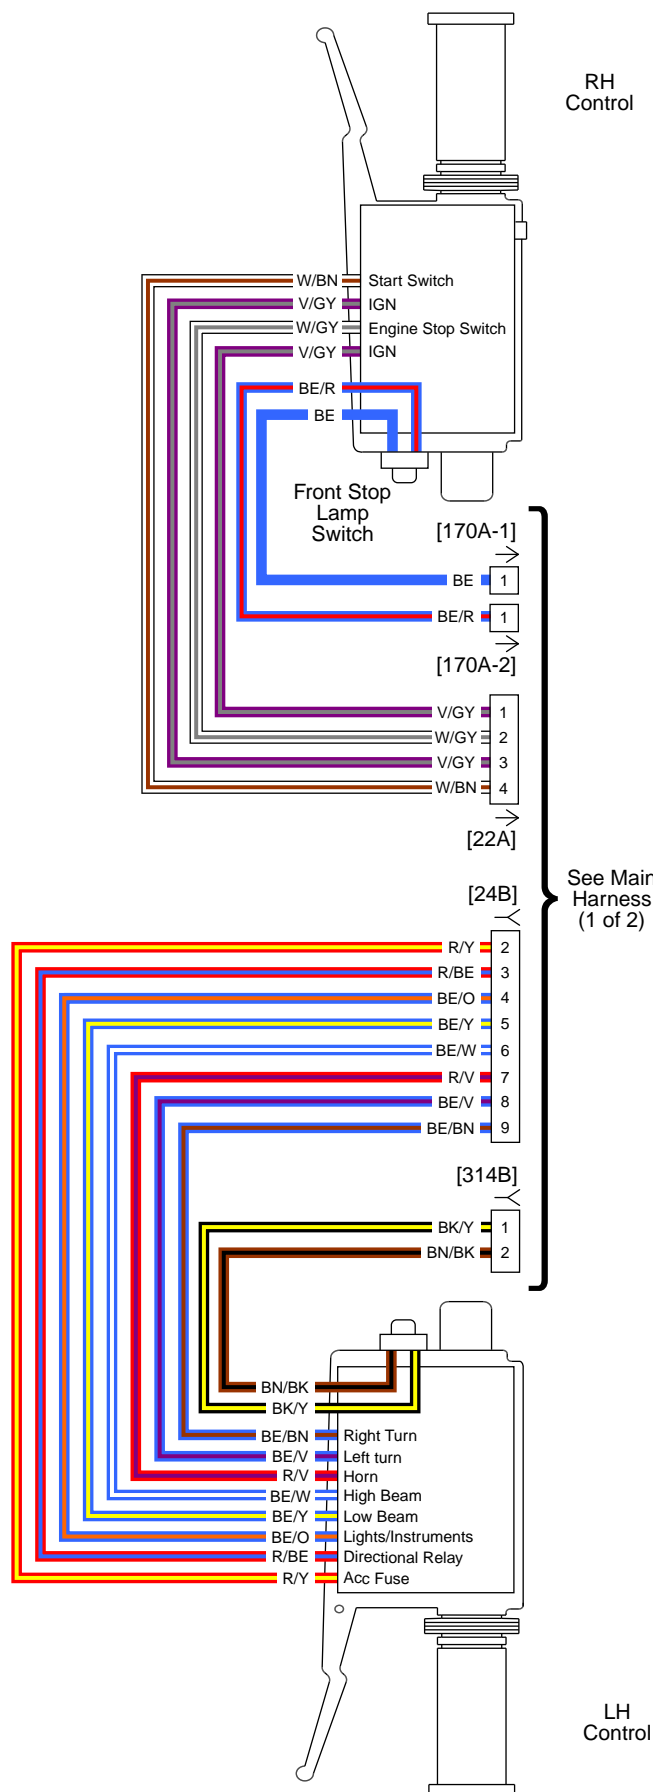 RH
Control
W/BN Start Switch
V/GY IGN
W/GY Engine Stop Switch
V/GY IGN
BE/R
BE
Front Stop
Lamp
Switch
[170A-1]
BE 1
BE/R 1
[170A-2]
V/GY 1
W/GY 2
V/GY 3
W/BN 4
[22A]
See Main
Harness
(1 of 2)
[24B]
R/Y 2
R/BE 3
BE/O 4
BE/Y 5
BE/W 6
R/V 7
BE/V 8
BE/BN 9
[314B]
BK/Y 1
BN/BK 2
BN/BK
BK/Y
BE/BN Right Turn
BE/V Left turn
R/V Horn
BE/W High Beam
BE/Y Low Beam
BE/O Lights/Instruments
R/BE Directional Relay
R/Y Acc Fuse
LH
Control